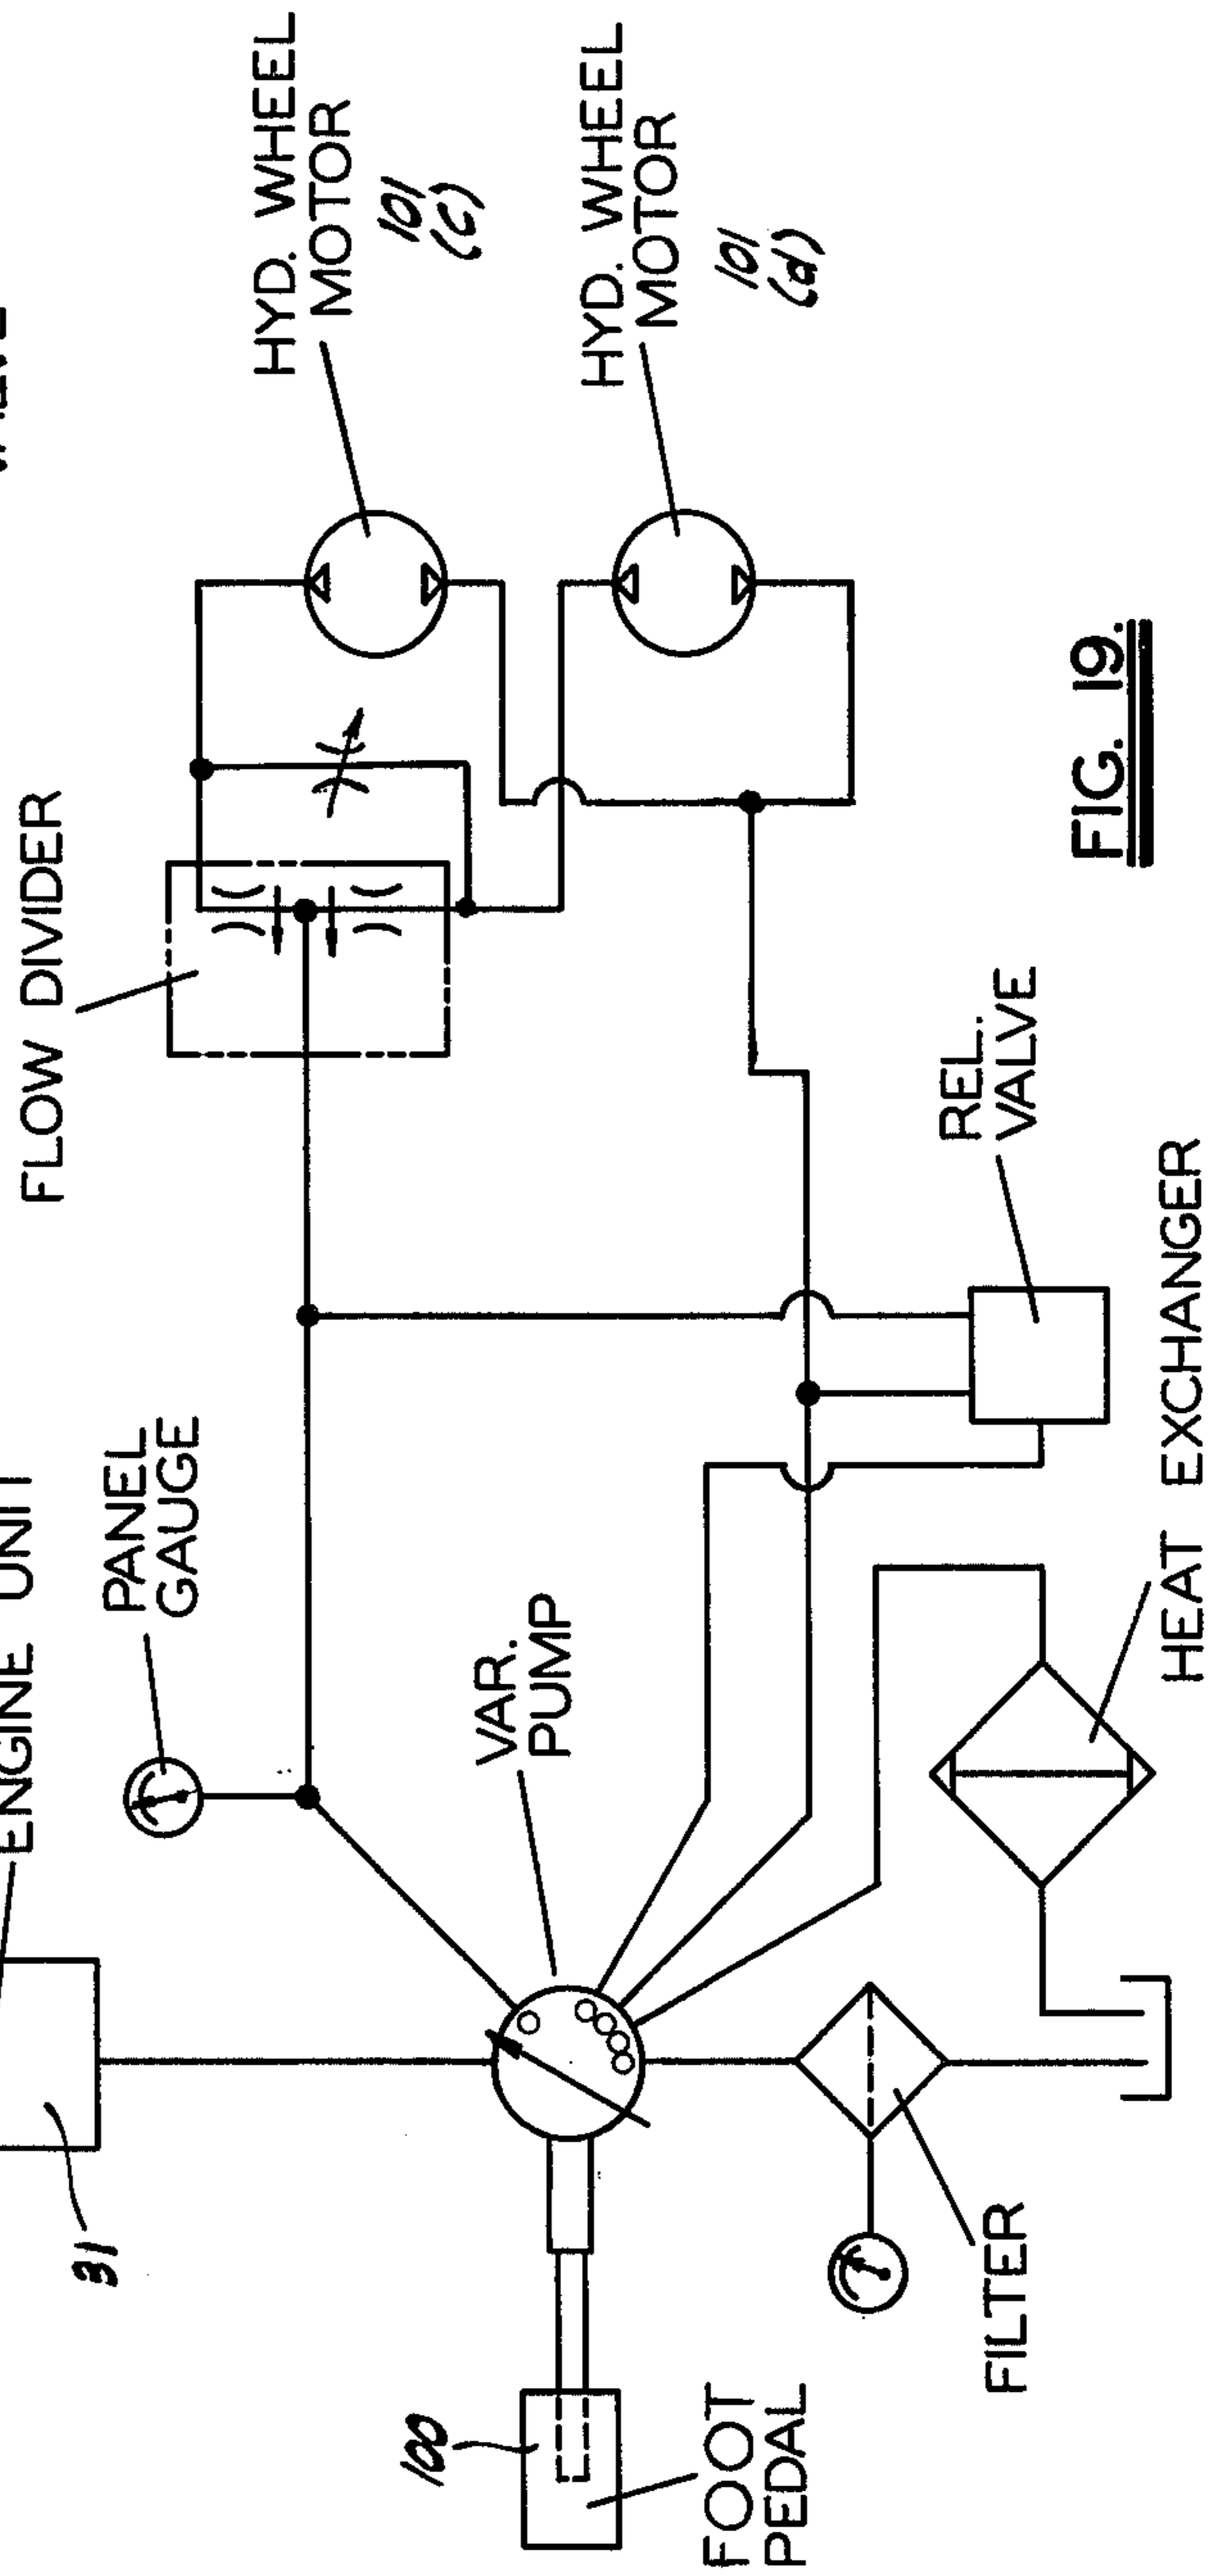 ENGINE UNIT
31
PANEL
GAUGE
FLOW DIVIDER
HYD. WHEEL
MOTOR
101
(c)
HYD. WHEEL
MOTOR
101
(d)
VAR.
PUMP
100
FOOT
PEDAL
FILTER
REL.
VALVE
HEAT EXCHANGER
FIG. 19.